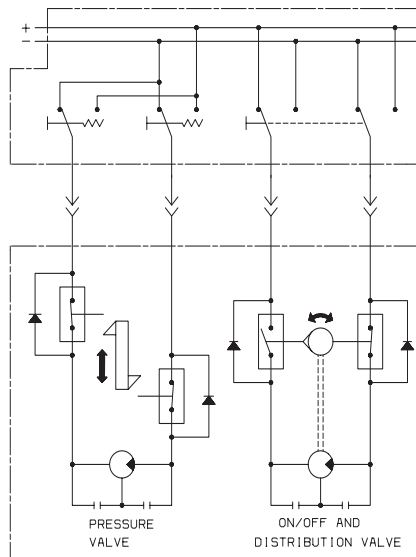 +
−
PRESSURE
VALVE
ON/OFF AND
DISTRIBUTION VALVE